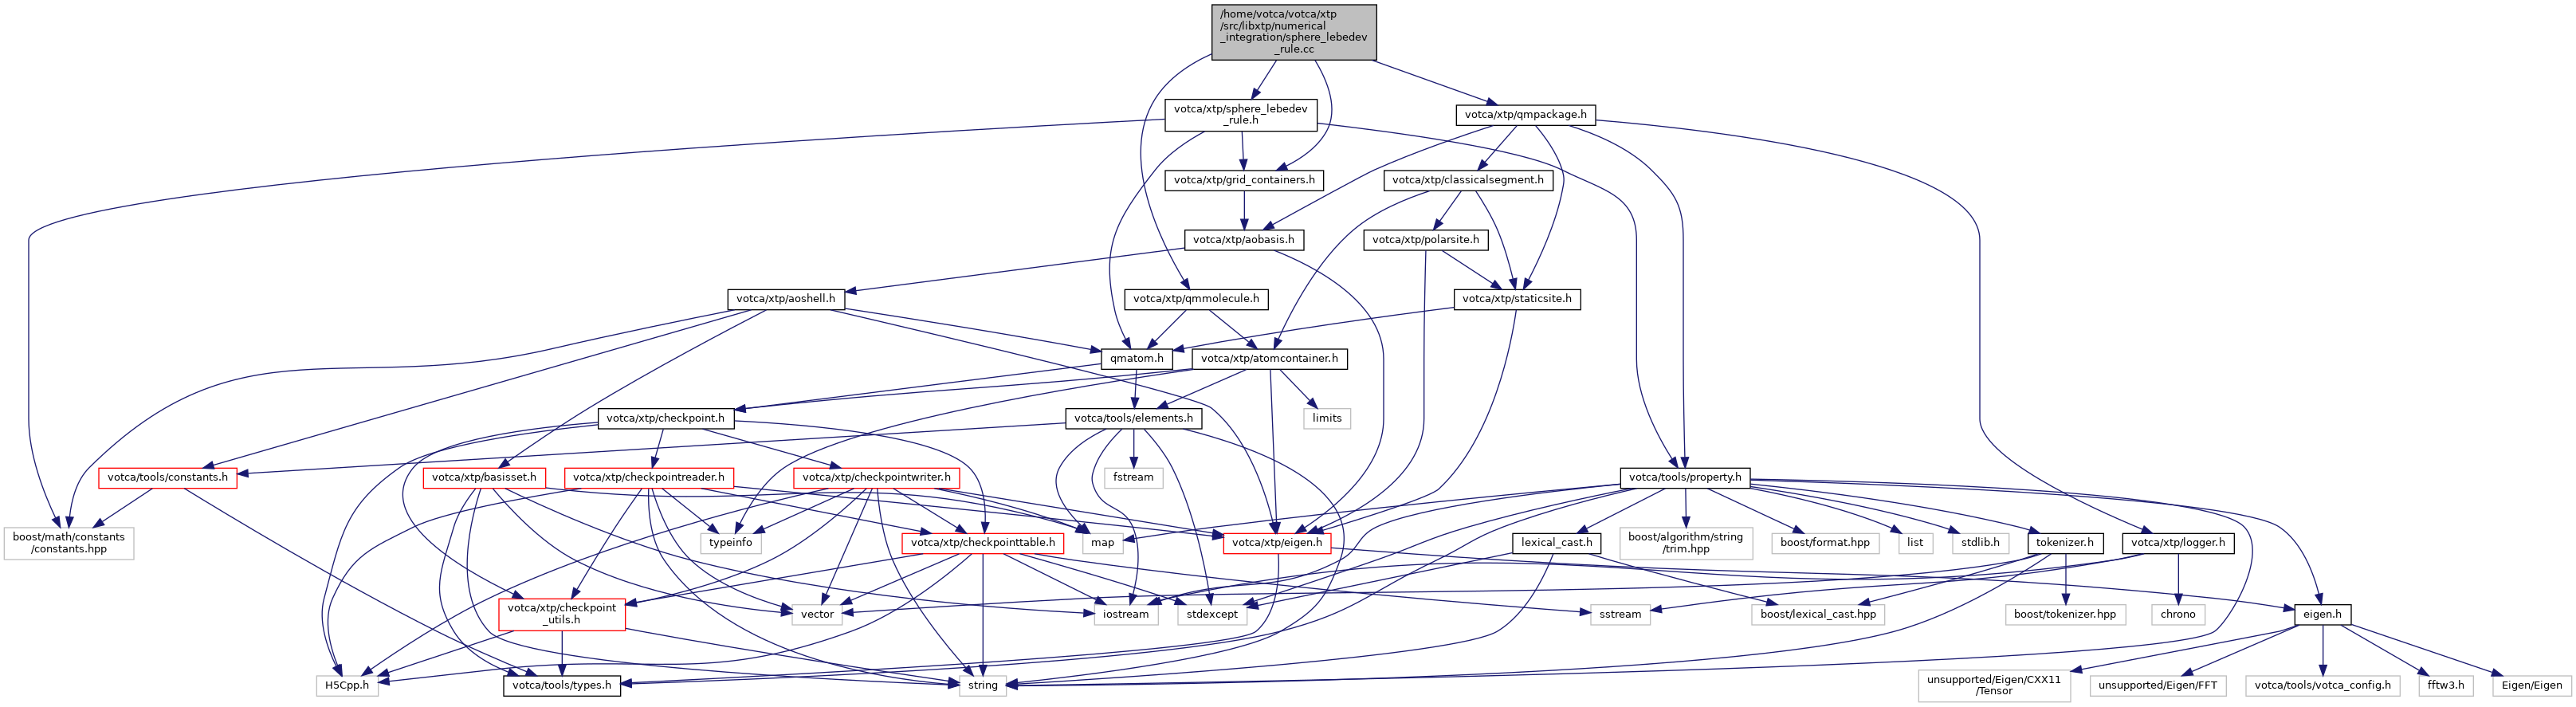 /home/votca/votca/xtp
/src/libxtp/numerical
_integration/sphere_lebedev
_rule.cc
votca/xtp/sphere_lebedev
_rule.h
votca/xtp/qmpackage.h
votca/xtp/grid_containers.h
votca/xtp/classicalsegment.h
votca/xtp/aobasis.h
votca/xtp/polarsite.h
votca/xtp/aoshell.h
votca/xtp/qmmolecule.h
votca/xtp/staticsite.h
qmatom.h
votca/xtp/atomcontainer.h
votca/xtp/checkpoint.h
votca/tools/elements.h
limits
votca/tools/constants.h
votca/xtp/basisset.h
votca/xtp/checkpointreader.h
votca/xtp/checkpointwriter.h
fstream
votca/tools/property.h
boost/math/constants
/constants.hpp
typeinfo
votca/xtp/checkpointtable.h
map
votca/xtp/eigen.h
lexical_cast.h
boost/algorithm/string
/trim.hpp
boost/format.hpp
list
stdlib.h
tokenizer.h
votca/xtp/logger.h
votca/xtp/checkpoint
_utils.h
vector
iostream
stdexcept
sstream
boost/lexical_cast.hpp
boost/tokenizer.hpp
chrono
eigen.h
H5Cpp.h
votca/tools/types.h
string
unsupported/Eigen/CXX11
/Tensor
unsupported/Eigen/FFT
votca/tools/votca_config.h
fftw3.h
Eigen/Eigen